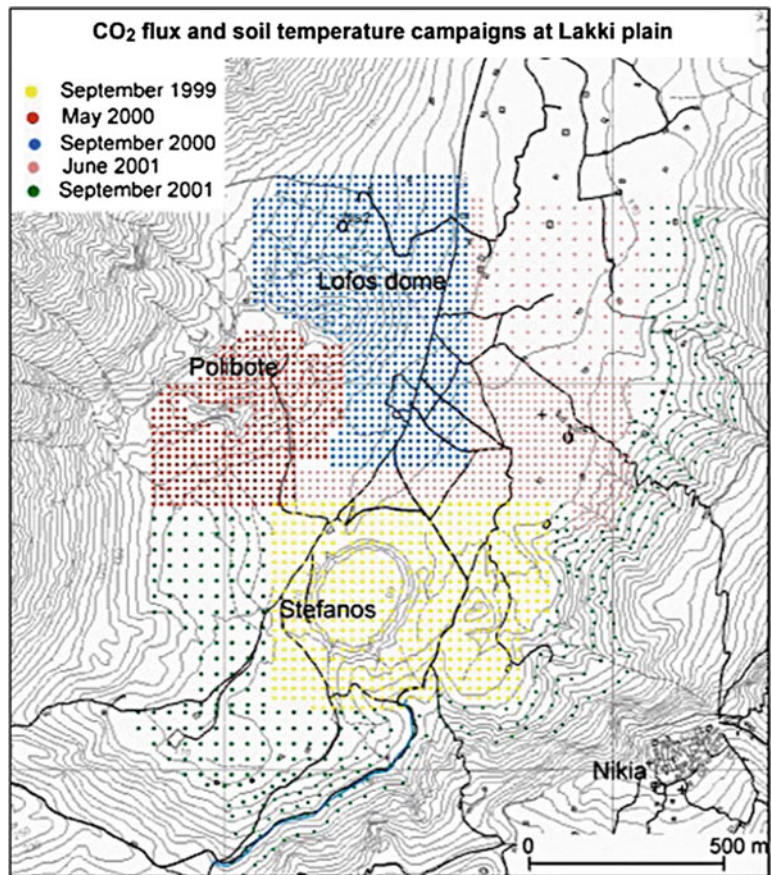 CO₂ flux and soil temperature campaigns at Lakki plain
September 1999
May 2000
September 2000
June 2001
September 2001
Lofos dome
Polibote
Stefanos
Nikia
0 500 m